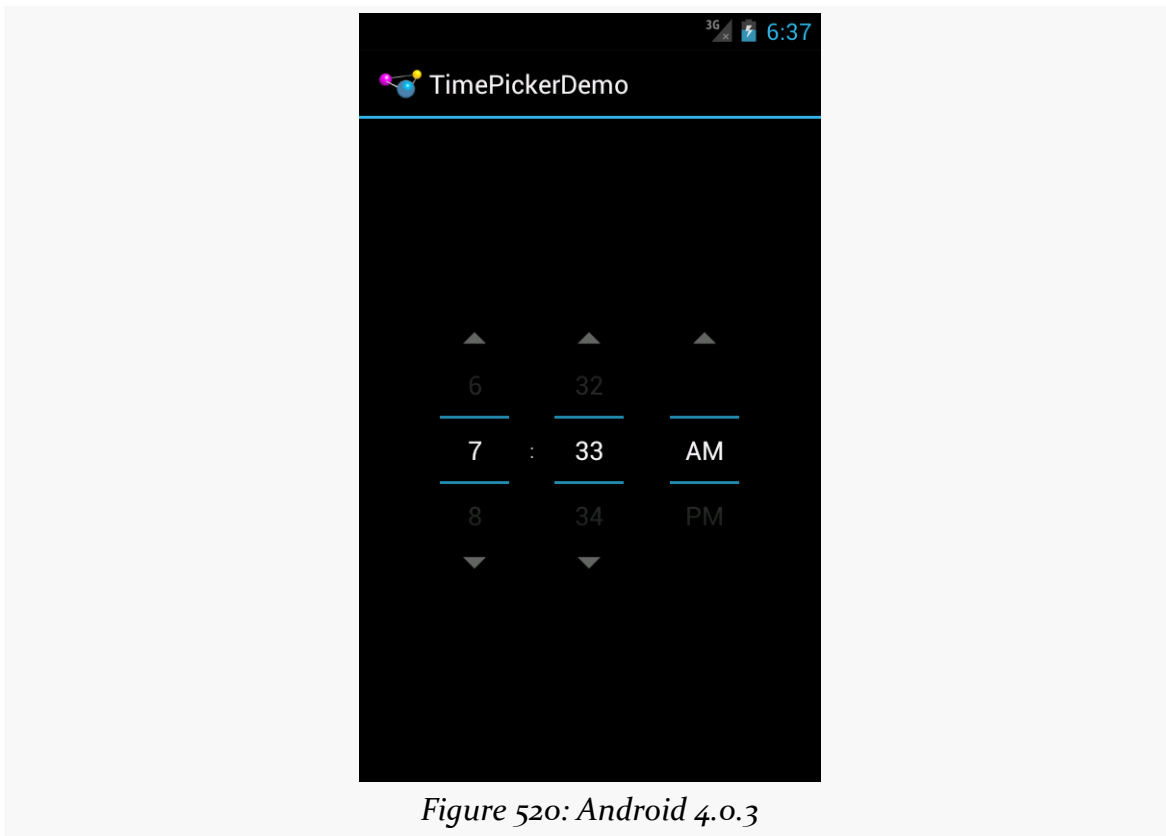 3G 6:37
TimePickerDemo
6 32
7 : 33 AM
8 34 PM
Figure 520: Android 4.0.3